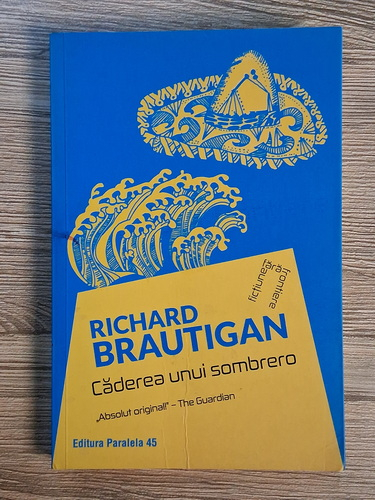 ficțiune
fără
frontiere
RICHARD
BRAUTIGAN
Căderea unui sombrero
„Absolut original!” – The Guardian
Editura Paralela 45